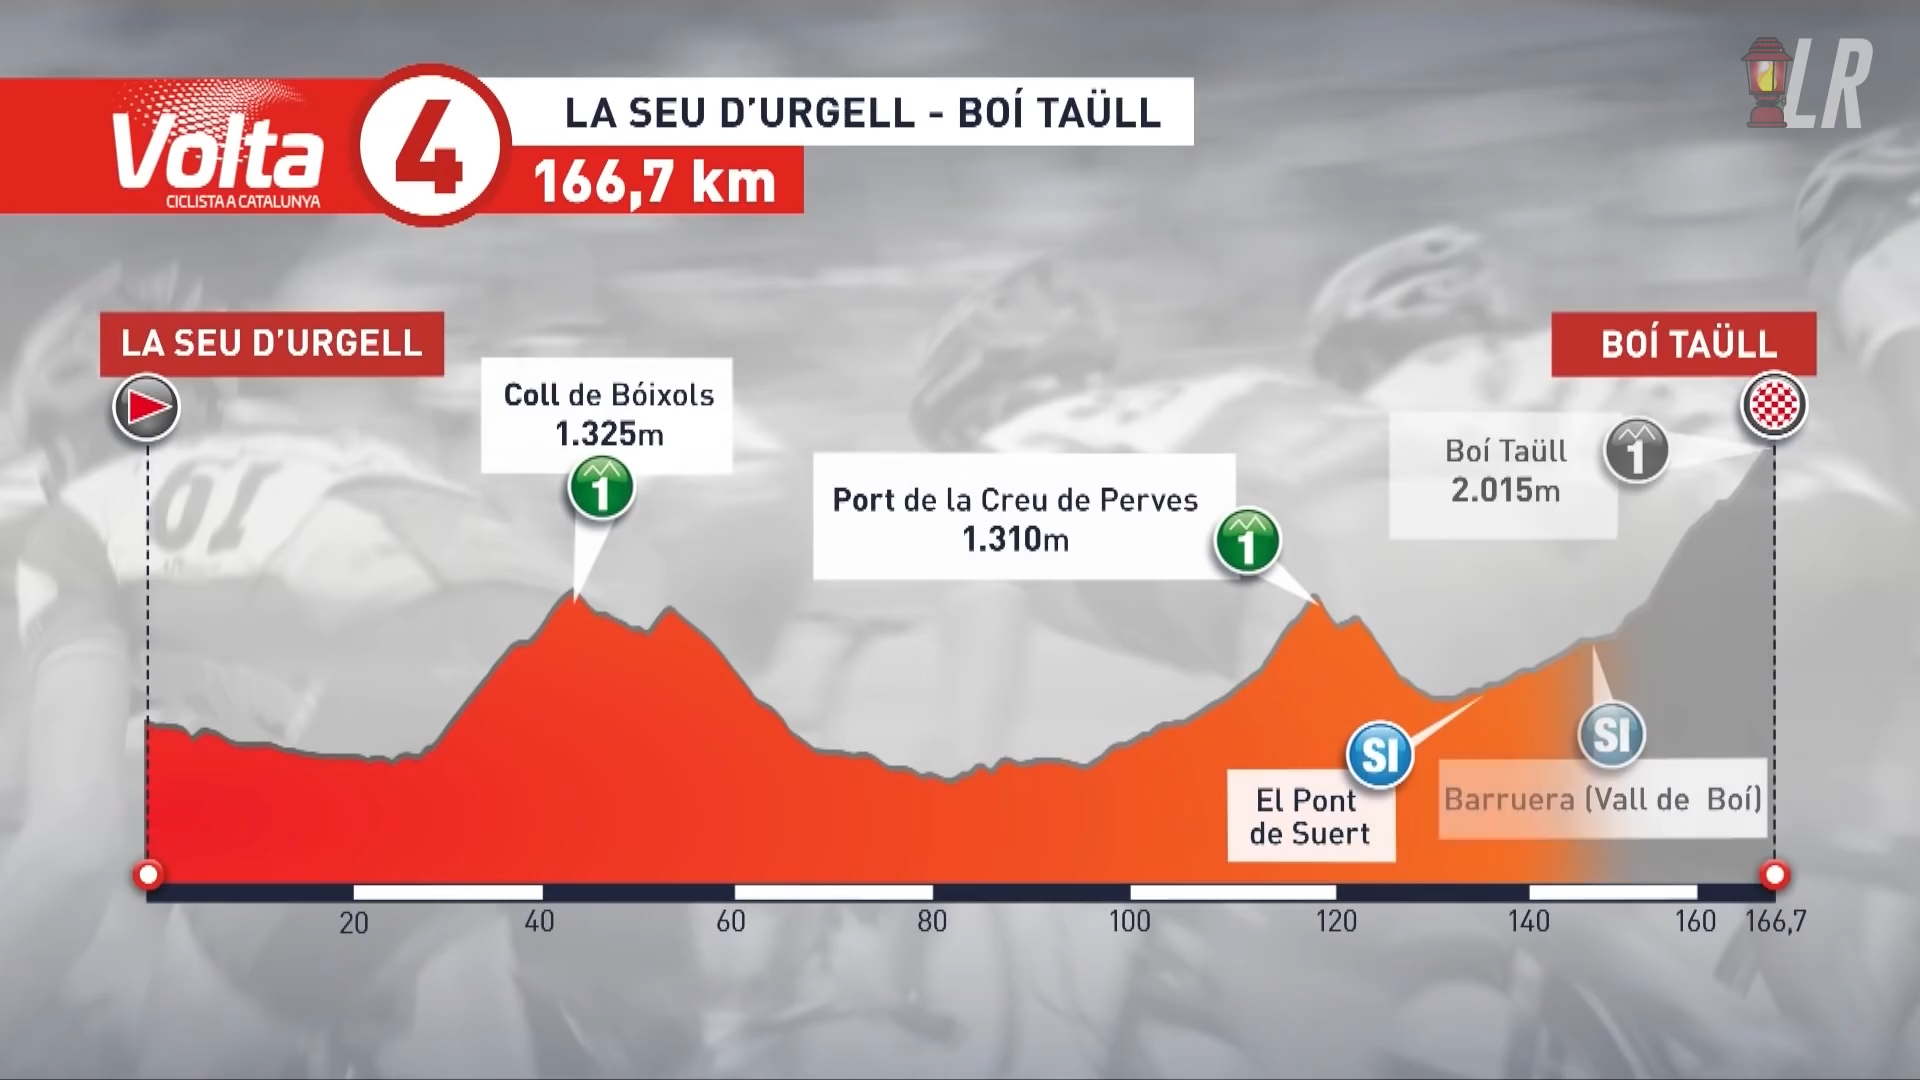 Volta
CICLISTA A CATALUNYA
4
LA SEU D'URGELL - BOÍ TAÜLL
166,7 km
LR
LA SEU D'URGELL
BOÍ TAÜLL
Coll de Bóixols
1.325m
1
Port de la Creu de Perves
1.310m
1
Boí Taüll
2.015m
1
SI
El Pont
de Suert
SI
Barruera (Vall de Boí)
20 40 60 80 100 120 140 160 166,7
01